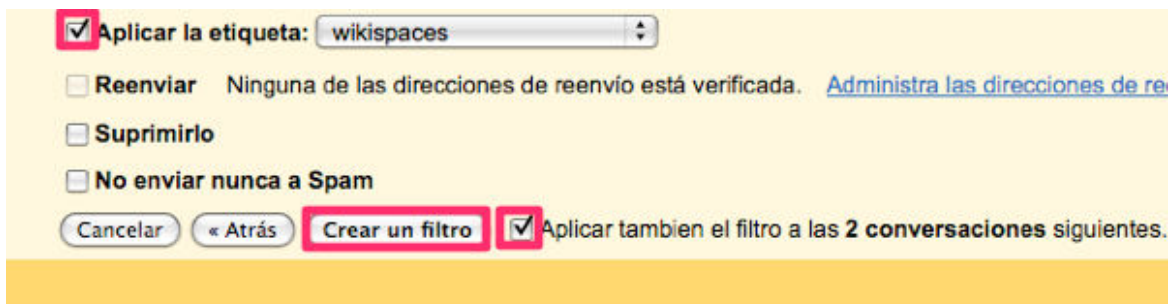 Aplicar la etiqueta: wikispaces
Reenviar Ninguna de las direcciones de reenvío está verificada. Administra las direcciones de
Suprimirlo
No enviar nunca a Spam
Cancelar « Atrás Crear un filtro Aplicar tambien el filtro a las 2 conversaciones siguientes.